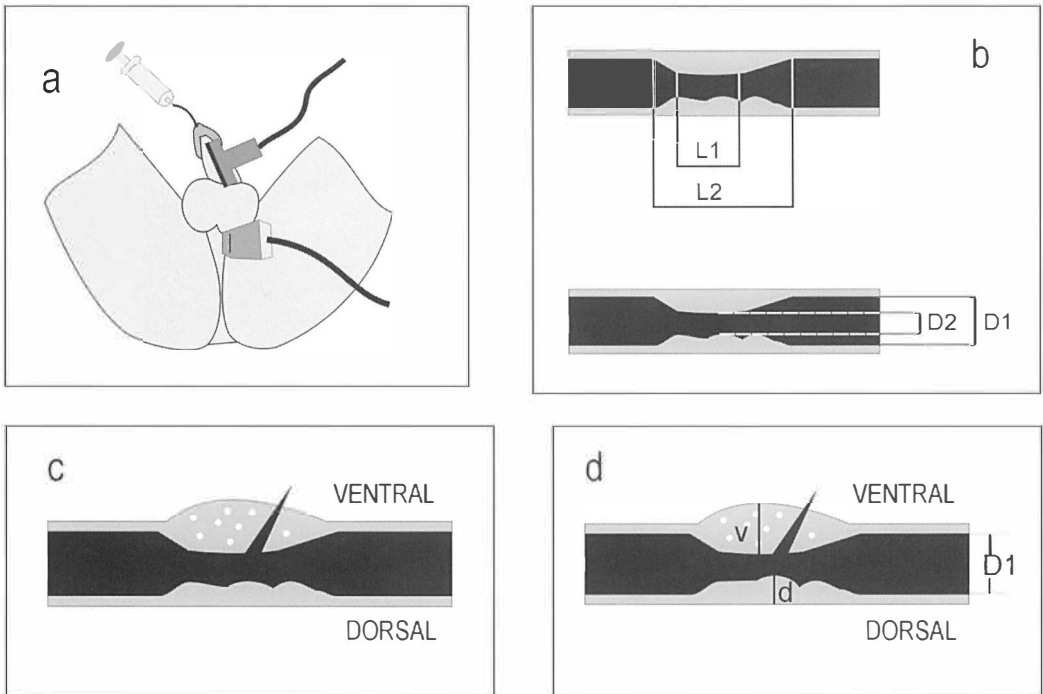 a
b
L1
L2
D2 D1
c
VENTRAL
DORSAL
d
VENTRAL
v
D1
d
DORSAL